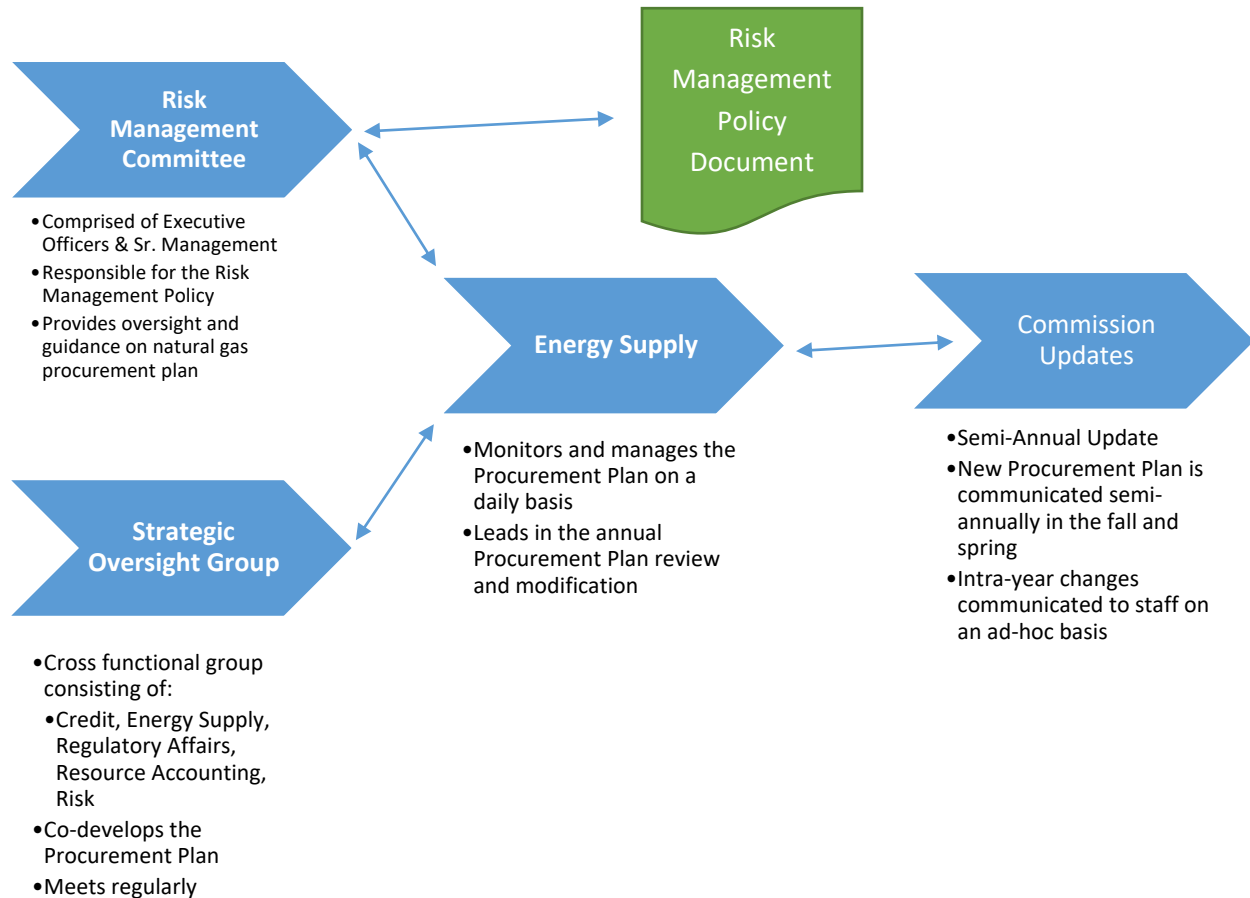 Risk
Management
Committee
•Comprised of Executive
Officers & Sr. Management
•Responsible for the Risk
Management Policy
•Provides oversight and
guidance on natural gas
procurement plan
Risk
Management
Policy
Document
Energy Supply
•Monitors and manages the
Procurement Plan on a
daily basis
•Leads in the annual
Procurement Plan review
and modification
Commission
Updates
•Semi-Annual Update
•New Procurement Plan is
communicated semi-
annually in the fall and
spring
•Intra-year changes
communicated to staff on
an ad-hoc basis
Strategic
Oversight Group
•Cross functional group
consisting of:
•Credit, Energy Supply,
Regulatory Affairs,
Resource Accounting,
Risk
•Co-develops the
Procurement Plan
•Meets regularly